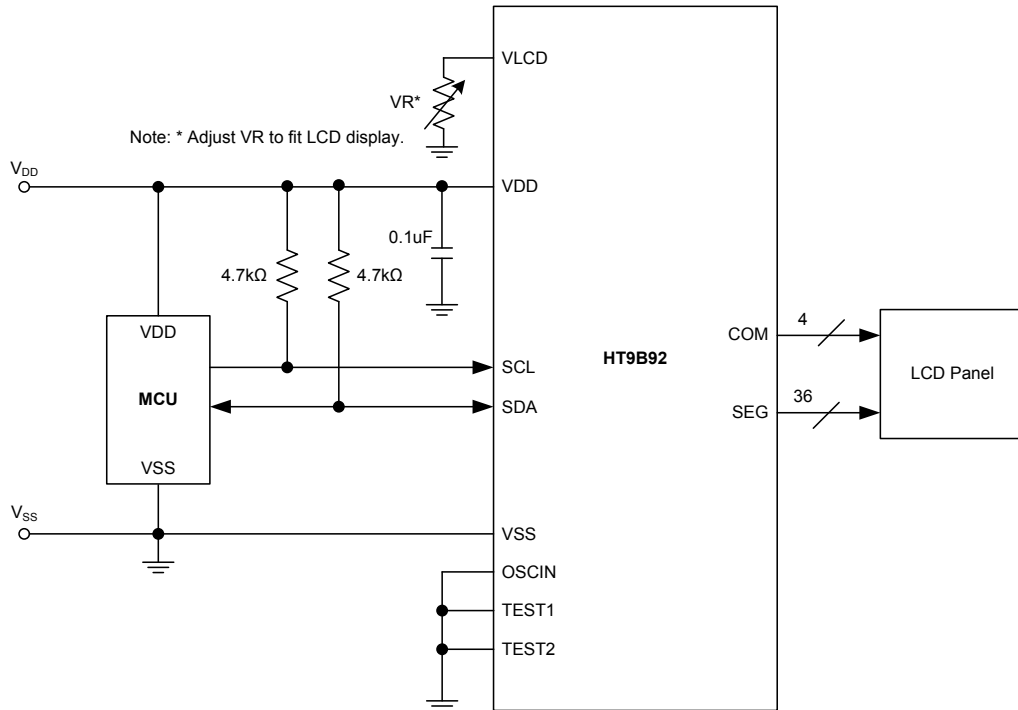 VLCD
VR*
Note: * Adjust VR to fit LCD display.
VDD
VDD
0.1uF
4.7kΩ
4.7kΩ
VDD
MCU
VSS
SCL
SDA
HT9B92
COM
4
SEG
36
LCD Panel
VSS
VSS
OSCIN
TEST1
TEST2